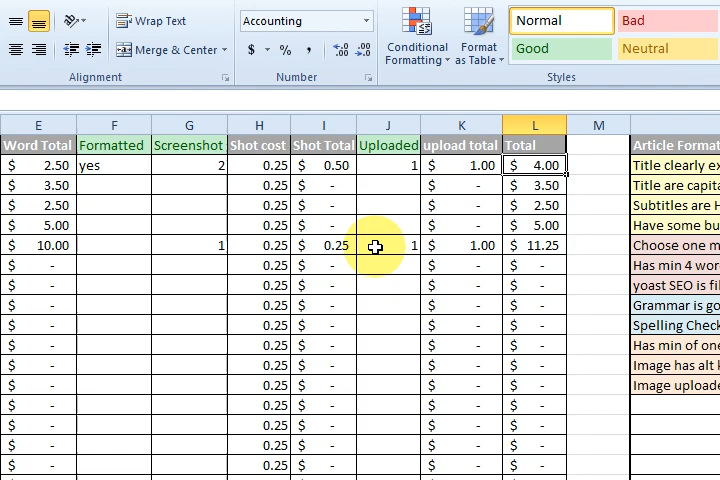 Wrap Text
Accounting
Merge & Center
$ % ,
.00 .0
Conditional Formatting
Format as Table
Normal
Bad
Good
Neutral
Alignment
Number
Styles
E F G H I J K L M
Word Total Formatted Screenshot Shot cost Shot Total Uploaded upload total Total Article Format
$ 2.50 yes 2 0.25 $ 0.50 1 $ 1.00 $ 4.00 Title clearly ex
$ 3.50 0.25 $ - $ - $ 3.50 Title are capita
$ 2.50 0.25 $ - $ - $ 2.50 Subtitles are H
$ 5.00 0.25 $ - $ - $ 5.00 Have some bu
$ 10.00 1 0.25 $ 0.25 1 $ 1.00 $ 11.25 Choose one m
$ - 0.25 $ - $ - $ - Has min 4 wor
$ - 0.25 $ - $ - $ - yoast SEO is fil
$ - 0.25 $ - $ - $ - Grammar is go
$ - 0.25 $ - $ - $ - Spelling Check
$ - 0.25 $ - $ - $ - Has min of one
$ - 0.25 $ - $ - $ - Image has alt k
$ - 0.25 $ - $ - $ - Image uploade
$ - 0.25 $ - $ - $ -
$ - 0.25 $ - $ - $ -
$ - 0.25 $ - $ - $ -
$ - 0.25 $ - $ - $ -